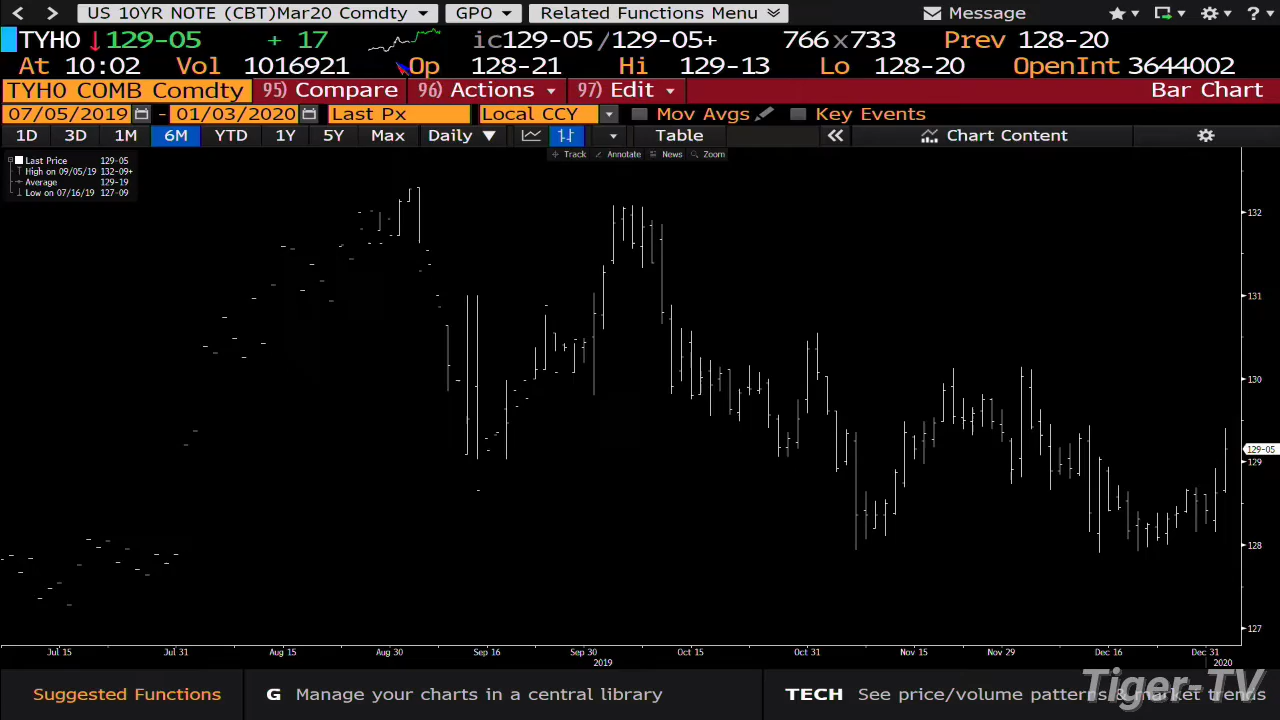 < > US 10YR NOTE (CBT)Mar20 Comdty GPO Related Functions Menu Message ?
TYH0 ↓129-05 + 17 ic129-05/129-05+ 766x733 Prev 128-20
At 10:02 Vol 1016921 Op 128-21 Hi 129-13 Lo 128-20 OpenInt 3644002
TYH0 COMB Comdty 95) Compare 96) Actions 97) Edit Bar Chart
07/05/2019 - 01/03/2020 Last Px Local CCY Mov Avgs Key Events
1D 3D 1M 6M YTD 1Y 5Y Max Daily ▼ Table « Chart Content
Track Annotate News Zoom
Last Price 129-05
High on 09/05/19 132-09+
Average 129-19
Low on 07/16/19 127-09
132
131
130
129-05
129
128
127
Jul 15 Jul 31 Aug 15 Aug 30 Sep 16 Sep 30 Oct 15 Oct 31 Nov 15 Nov 29 Dec 16 Dec 31
2019 2020
Suggested Functions G Manage your charts in a central library TECH See price/volume patterns & market trends
Tiger-TV